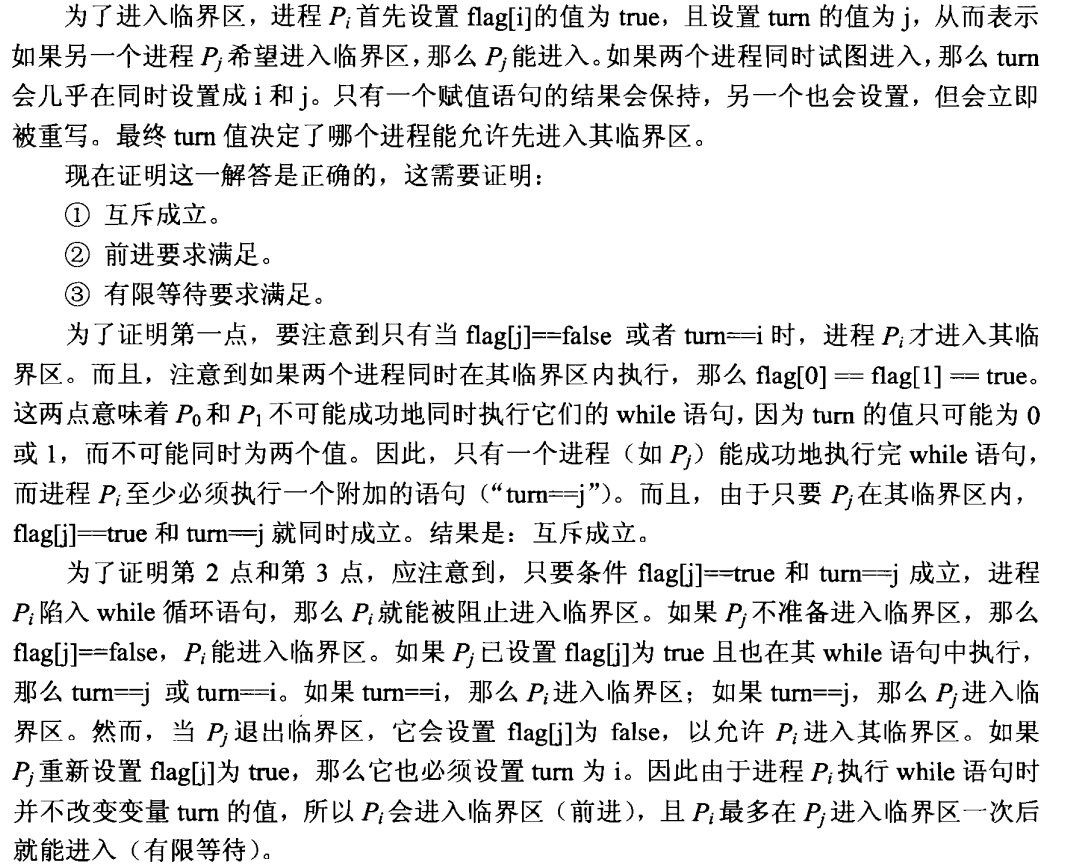 为了进入临界区，进程 Pi 首先设置 flag[i]的值为 true，且设置 turn 的值为 j，从而表示
如果另一个进程 Pj 希望进入临界区，那么 Pj 能进入。如果两个进程同时试图进入，那么 turn
会几乎在同时设置成 i 和 j。只有一个赋值语句的结果会保持，另一个也会设置，但会立即
被重写。最终 turn 值决定了哪个进程能允许先进入其临界区。
现在证明这一解答是正确的，这需要证明：
① 互斥成立。
② 前进要求满足。
③ 有限等待要求满足。
为了证明第一点，要注意到只有当 flag[j]==false 或者 turn==i 时，进程 Pi 才进入其临
界区。而且，注意到如果两个进程同时在其临界区内执行，那么 flag[0] == flag[1] == true。
这两点意味着 P0 和 P1 不可能成功地同时执行它们的 while 语句，因为 turn 的值只可能为 0
或 1，而不可能同时为两个值。因此，只有一个进程（如 Pj）能成功地执行完 while 语句，
而进程 Pi 至少必须执行一个附加的语句（“turn==j”）。而且，由于只要 Pj 在其临界区内，
flag[j]==true 和 turn==j 就同时成立。结果是：互斥成立。
为了证明第 2 点和第 3 点，应注意到，只要条件 flag[j]==true 和 turn==j 成立，进程
Pi 陷入 while 循环语句，那么 Pi 就能被阻止进入临界区。如果 Pj 不准备进入临界区，那么
flag[j]==false，Pi 能进入临界区。如果 Pj 已设置 flag[j]为 true 且也在其 while 语句中执行，
那么 turn==j 或 turn==i。如果 turn==i，那么 Pi 进入临界区；如果 turn==j，那么 Pj 进入临
界区。然而，当 Pj 退出临界区，它会设置 flag[j]为 false，以允许 Pi 进入其临界区。如果
Pj 重新设置 flag[j]为 true，那么它也必须设置 turn 为 i。因此由于进程 Pi 执行 while 语句时
并不改变变量 turn 的值，所以 Pi 会进入临界区（前进），且 Pi 最多在 Pj 进入临界区一次后
就能进入（有限等待）。